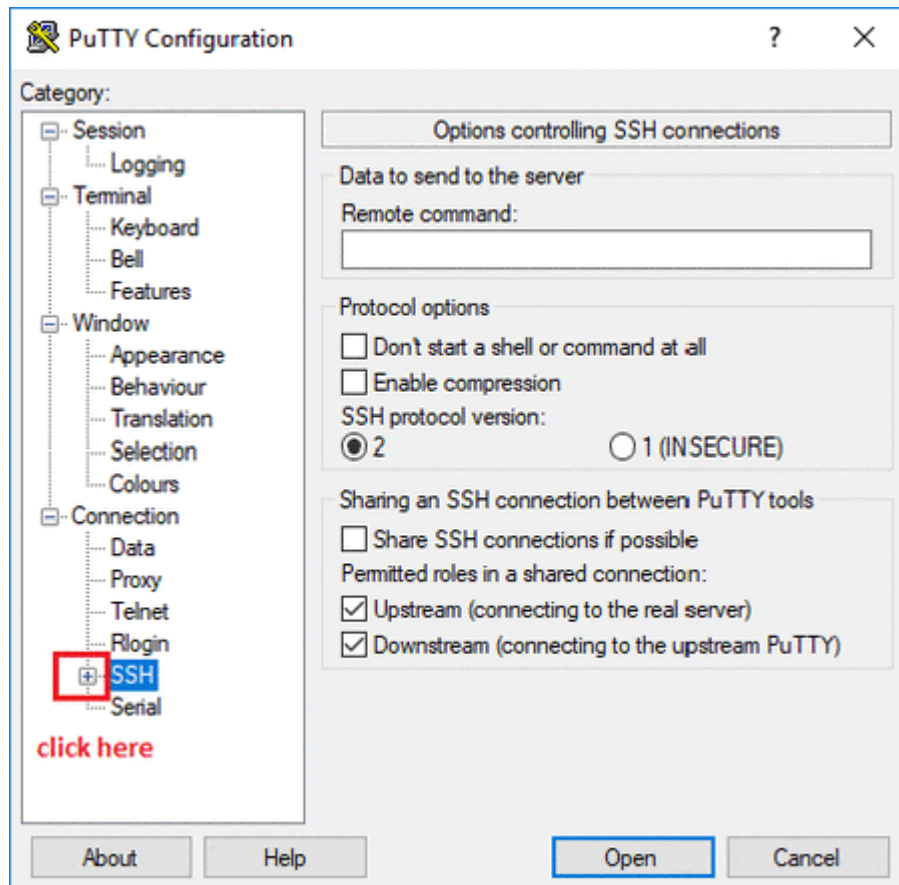 PuTTY Configuration
?
Category:
Session
Logging
Terminal
Keyboard
Bell
Features
Window
Appearance
Behaviour
Translation
Selection
Colours
Connection
Data
Proxy
Telnet
Rlogin
SSH
Serial
click here
Options controlling SSH connections
Data to send to the server
Remote command:
Protocol options
Don't start a shell or command at all
Enable compression
SSH protocol version:
2 1 (INSECURE)
Sharing an SSH connection between PuTTY tools
Share SSH connections if possible
Permitted roles in a shared connection:
Upstream (connecting to the real server)
Downstream (connecting to the upstream PuTTY)
About Help Open Cancel